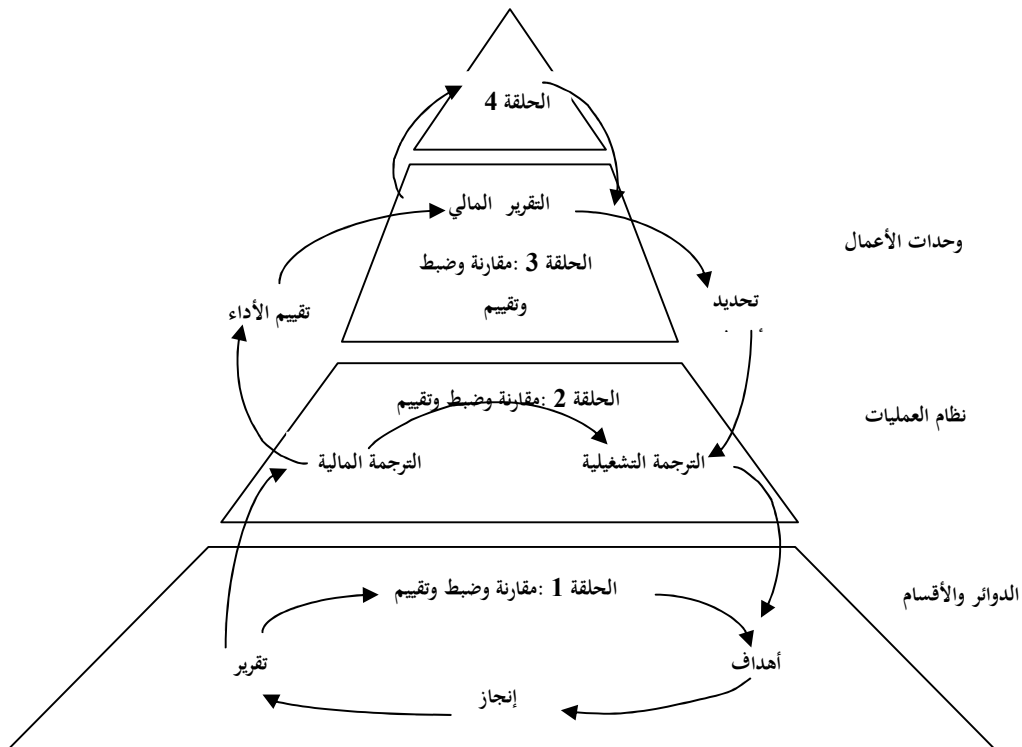 الحلقة 4
التقرير المالي
وحدات الأعمال
الحلقة 3 :مقارنة وضبط
وتقييم
تحديد
تقييم الأداء
الحلقة 2 :مقارنة وضبط وتقييم
نظام العمليات
الترجمة التشغيلية
الترجمة المالية
الحلقة 1 :مقارنة وضبط وتقييم
الدوائر والأقسام
أهداف
تقرير
إنجاز